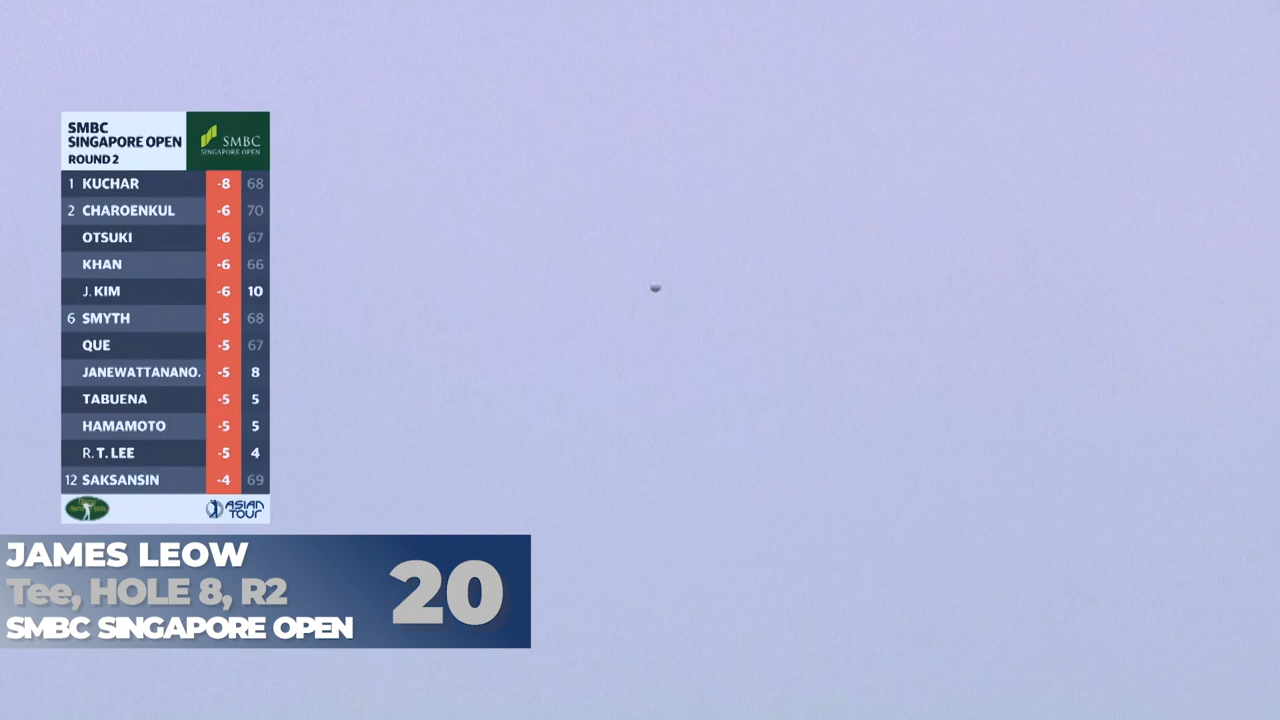 SMBC
SINGAPORE OPEN
ROUND 2
SMBC
SINGAPORE OPEN
1 KUCHAR -8 68
2 CHAROENKUL -6 70
OTSUKI -6 67
KHAN -6 66
J. KIM -6 10
6 SMYTH -5 68
QUE -5 67
JANEWATTANANO. -5 8
TABUENA -5 5
HAMAMOTO -5 5
R. T. LEE -5 4
12 SAKSANSIN -4 69
ASIAN
TOUR
JAMES LEOW
Tee, HOLE 8, R2
SMBC SINGAPORE OPEN
20